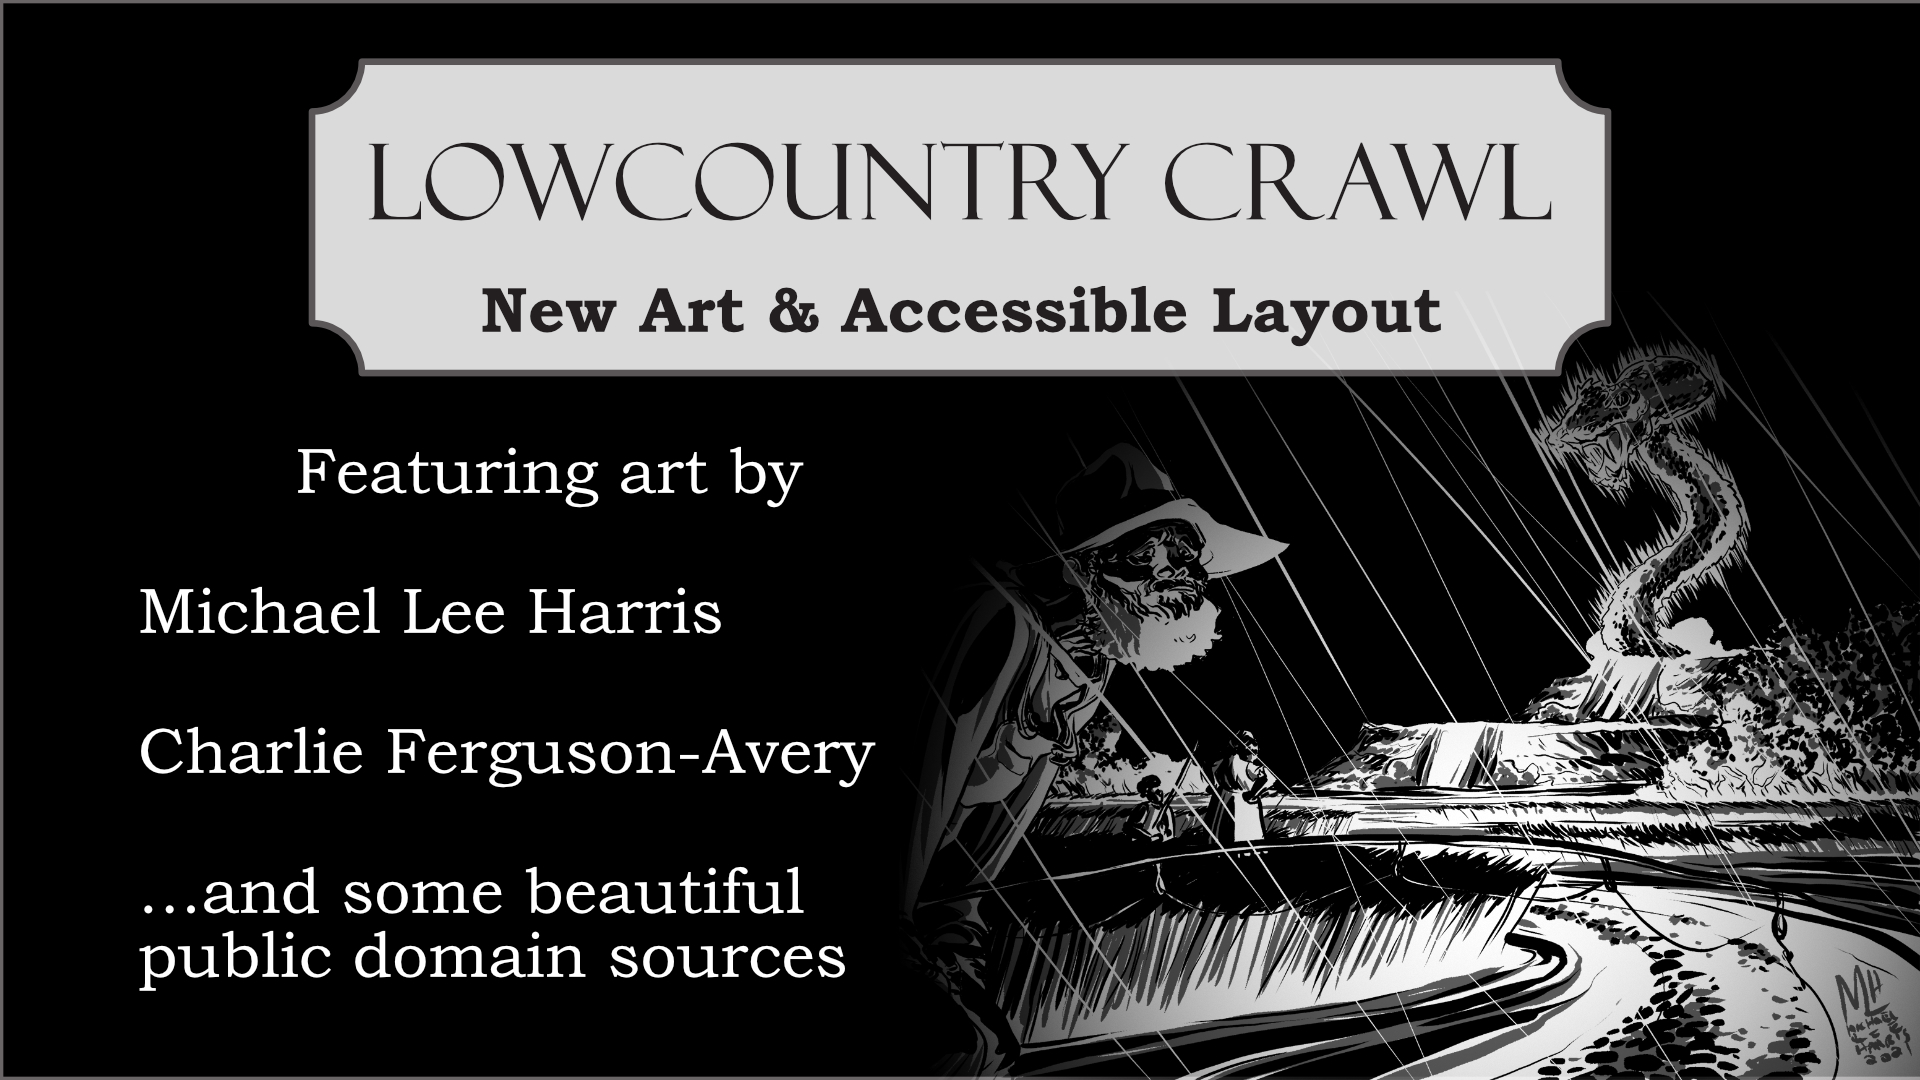 LOWCOUNTRY CRAWL
New Art & Accessible Layout
Featuring art by
Michael Lee Harris
Charlie Ferguson-Avery
...and some beautiful
public domain sources
MH